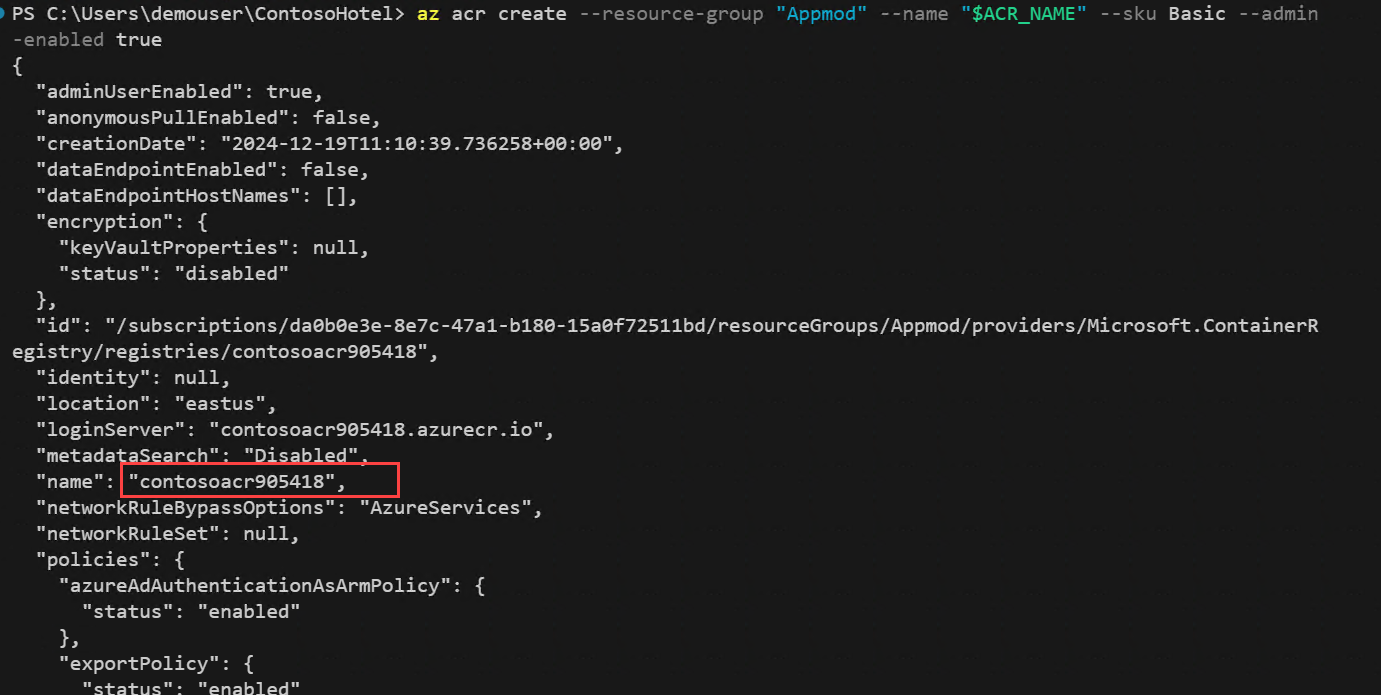 PS C:\Users\demouser\ContosoHotel> az acr create --resource-group "Appmod" --name "$ACR_NAME" --sku Basic --admin
-enabled true
{
  "adminUserEnabled": true,
  "anonymousPullEnabled": false,
  "creationDate": "2024-12-19T11:10:39.736258+00:00",
  "dataEndpointEnabled": false,
  "dataEndpointHostNames": [],
  "encryption": {
    "keyVaultProperties": null,
    "status": "disabled"
  },
  "id": "/subscriptions/da0b0e3e-8e7c-47a1-b180-15a0f72511bd/resourceGroups/Appmod/providers/Microsoft.ContainerR
egistry/registries/contosoacr905418",
  "identity": null,
  "location": "eastus",
  "loginServer": "contosoacr905418.azurecr.io",
  "metadataSearch": "Disabled",
  "name": "contosoacr905418",
  "networkRuleBypassOptions": "AzureServices",
  "networkRuleSet": null,
  "policies": {
    "azureAdAuthenticationAsArmPolicy": {
      "status": "enabled"
    },
    "exportPolicy": {
      "status": "enabled"